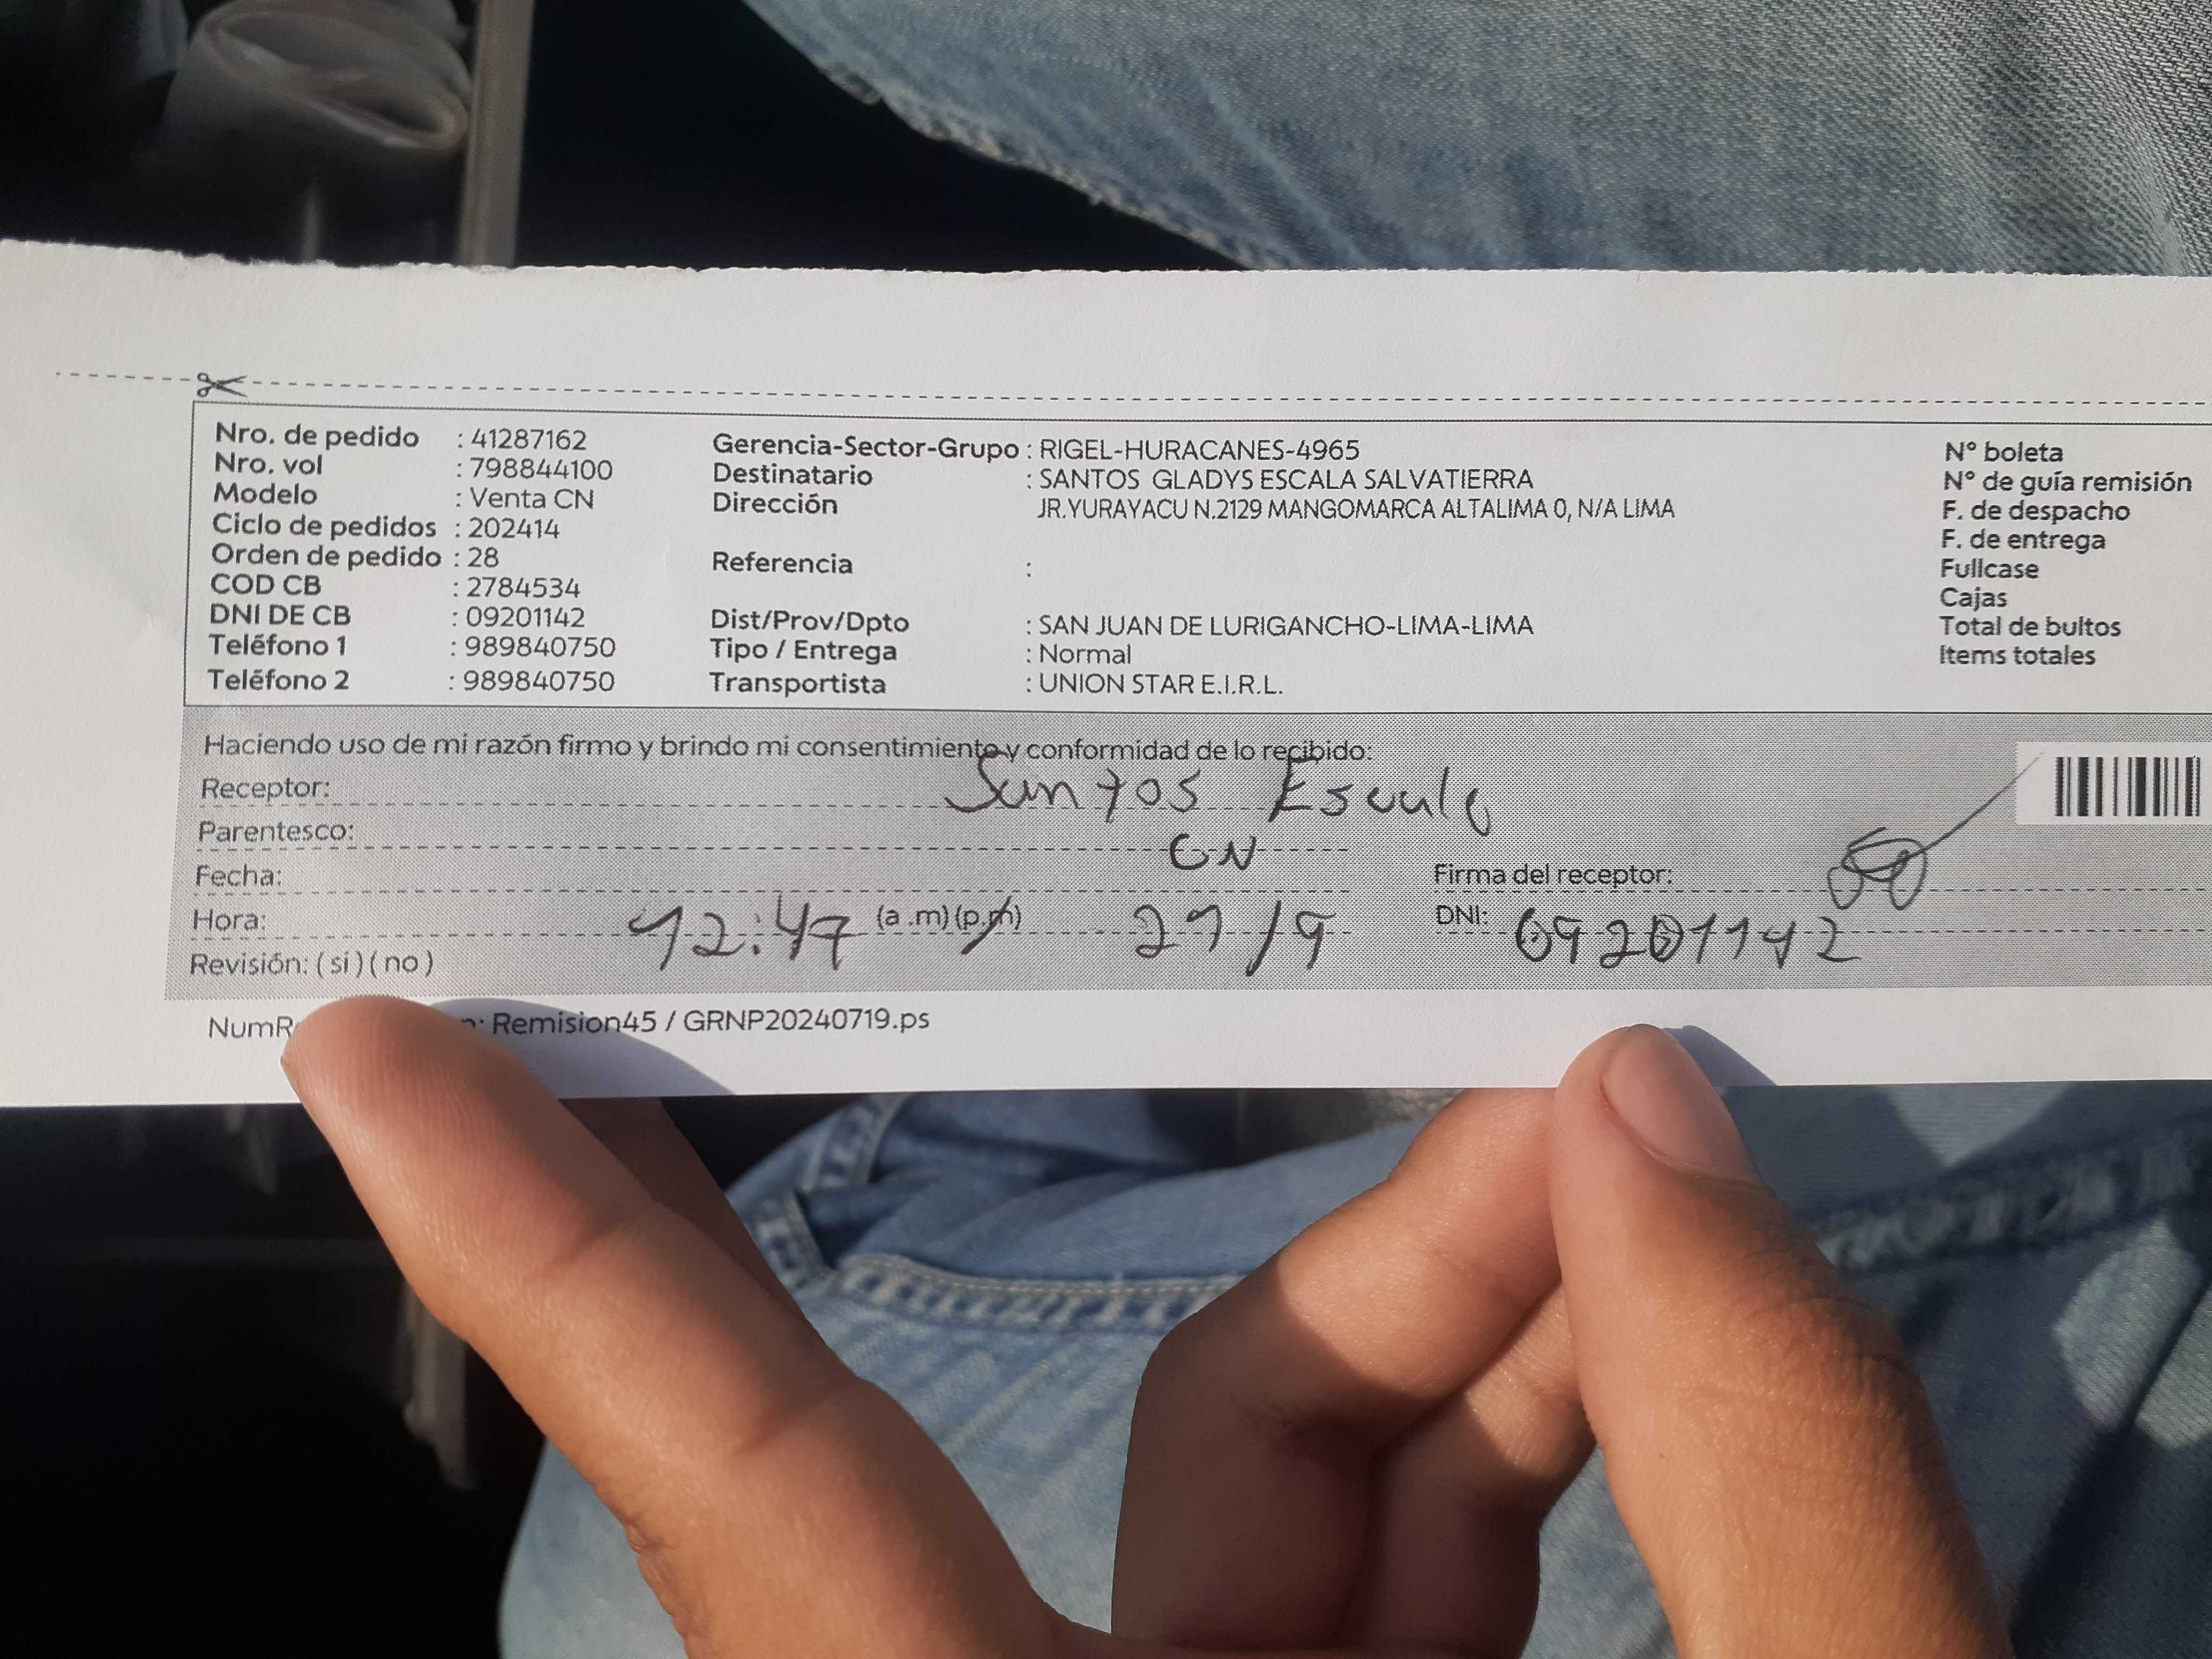 Nro. de pedido : 41287162
Nro. vol : 798844100
Modelo : Venta CN
Ciclo de pedidos : 202414
Orden de pedido : 28
COD CB : 2784534
DNI DE CB : 09201142
Teléfono 1 : 989840750
Teléfono 2 : 989840750
Gerencia-Sector-Grupo : RIGEL-HURACANES-4965
Destinatario : SANTOS GLADYS ESCALA SALVATIERRA
Dirección JR.YURAYACU N.2129 MANGOMARCA ALTALIMA 0, N/A LIMA
Referencia :
Dist/Prov/Dpto : SAN JUAN DE LURIGANCHO-LIMA-LIMA
Tipo / Entrega : Normal
Transportista : UNION STAR E.I.R.L.
N° boleta
N° de guía remisión
F. de despacho
F. de entrega
Fullcase
Cajas
Total de bultos
Items totales
Haciendo uso de mi razón firmo y brindo mi consentimiento y conformidad de lo recibido:
Receptor: Santos Escala
Parentesco: CN
Fecha:
Hora: 12:47 (a.m)(p.m) 21/9
Revisión: (si)(no)
Firma del receptor:
DNI: 09201142
NumR : Remision45 / GRNP20240719.ps